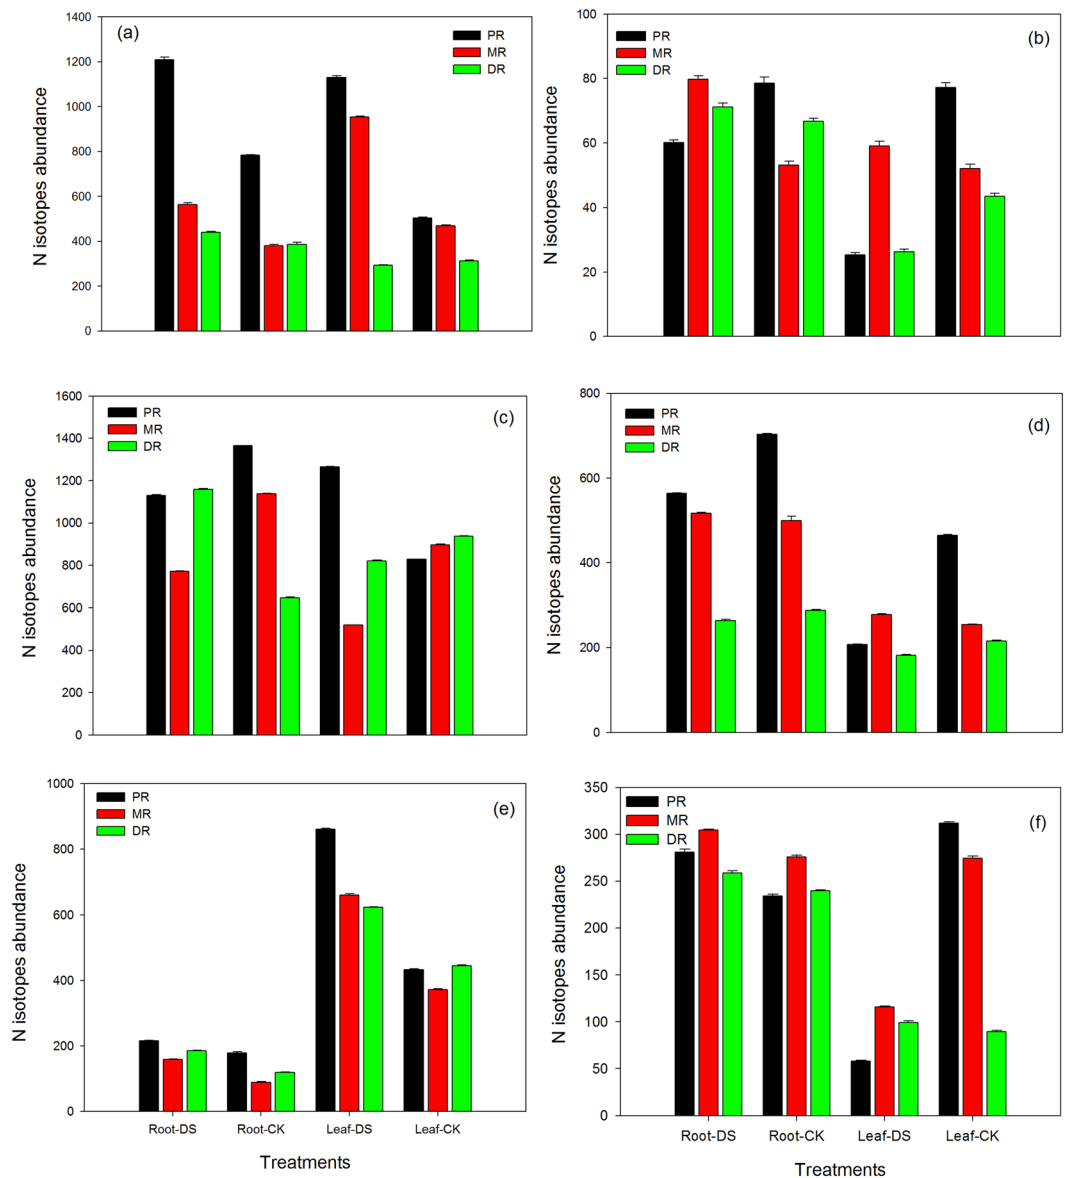 (a)
PR
MR
DR
N isotopes abundance
1400
1200
1000
800
600
400
200
0
(b)
PR
MR
DR
N isotopes abundance
100
80
60
40
20
0
(c)
PR
MR
DR
N isotopes abundance
1600
1400
1200
1000
800
600
400
200
0
(d)
PR
MR
DR
N isotopes abundance
800
600
400
200
0
(e)
PR
MR
DR
N isotopes abundance
1000
800
600
400
200
0
Root-DS Root-CK Leaf-DS Leaf-CK
Treatments
(f)
PR
MR
DR
N isotopes abundance
350
300
250
200
150
100
50
0
Root-DS Root-CK Leaf-DS Leaf-CK
Treatments